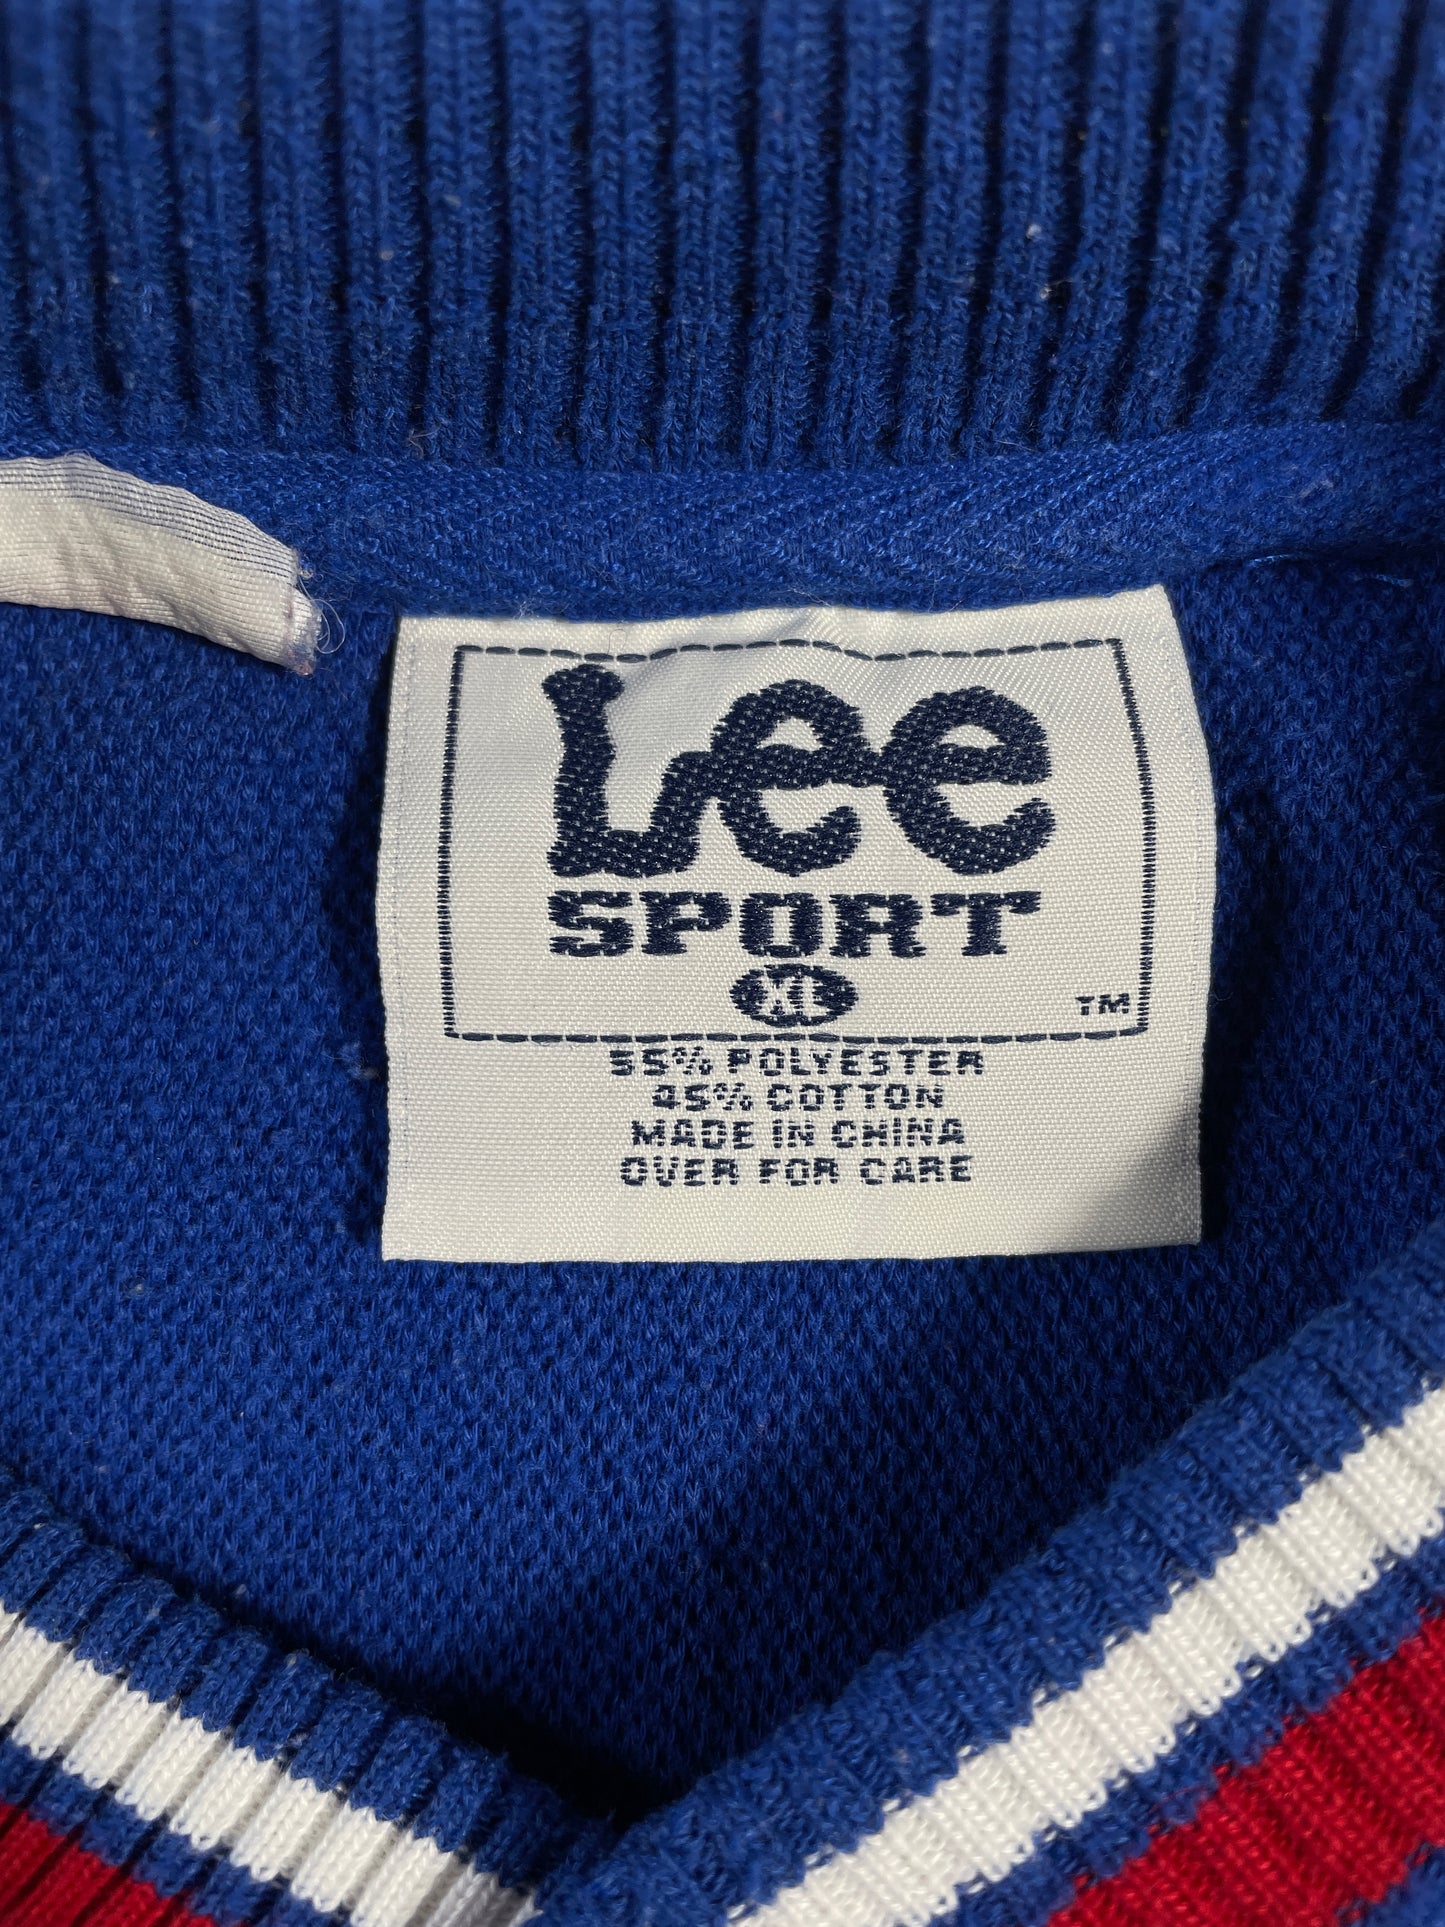 Lee
SPORT
XL
TM
55% POLYESTER
45% COTTON
MADE IN CHINA
OVER FOR CARE